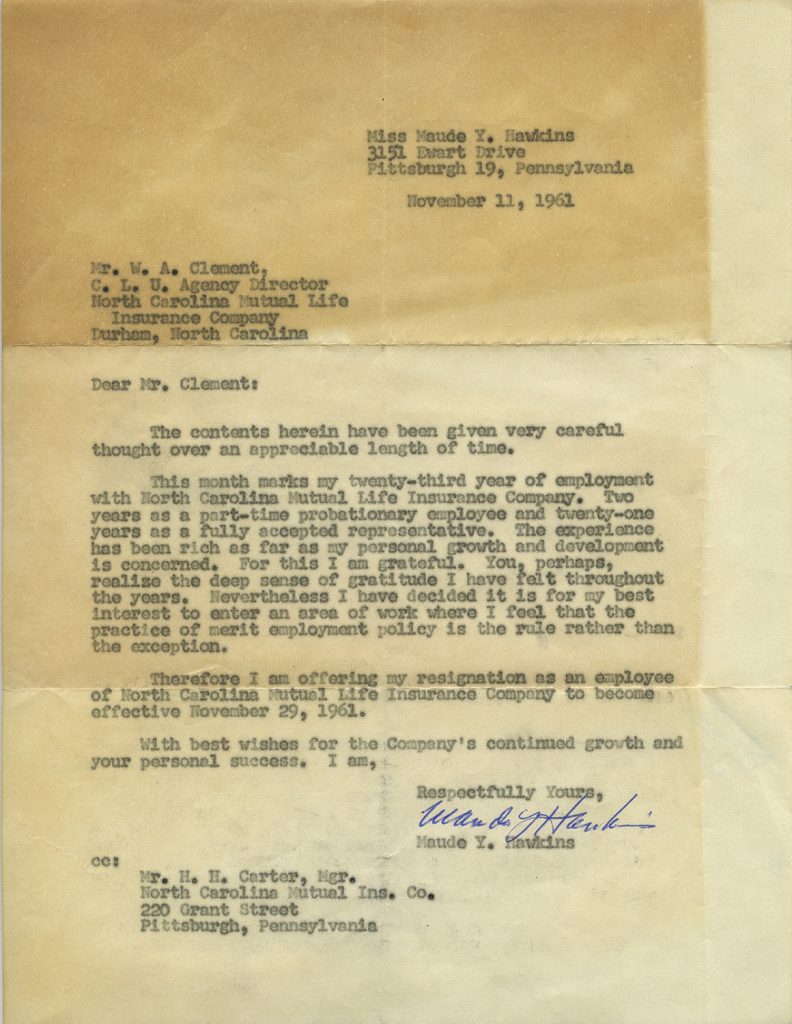 Miss Maude Y. Hawkins
3151 Ewart Drive
Pittsburgh 19, Pennsylvania
November 11, 1961
Mr. W. A. Clement,
C. L. U. Agency Director
North Carolina Mutual Life
Insurance Company
Durham, North Carolina
Dear Mr. Clement:
The contents herein have been given very careful
thought over an appreciable length of time.
This month marks my twenty-third year of employment
with North Carolina Mutual Life Insurance Company. Two
years as a part-time probationary employee and twenty-one
years as a fully accepted representative. The experience
has been rich as far as my personal growth and development
is concerned. For this I am grateful. You, perhaps,
realize the deep sense of gratitude I have felt throughout
the years. Nevertheless I have decided it is for my best
interest to enter an area of work where I feel that the
practice of merit employment policy is the rule rather than
the exception.
Therefore I am offering my resignation as an employee
of North Carolina Mutual Life Insurance Company to become
effective November 29, 1961.
With best wishes for the Company's continued growth and
your personal success. I am,
Respectfully Yours,
Maude Y Hawkins
Maude Y. Hawkins
cc:
Mr. H. H. Carter, Mgr.
North Carolina Mutual Ins. Co.
220 Grant Street
Pittsburgh, Pennsylvania